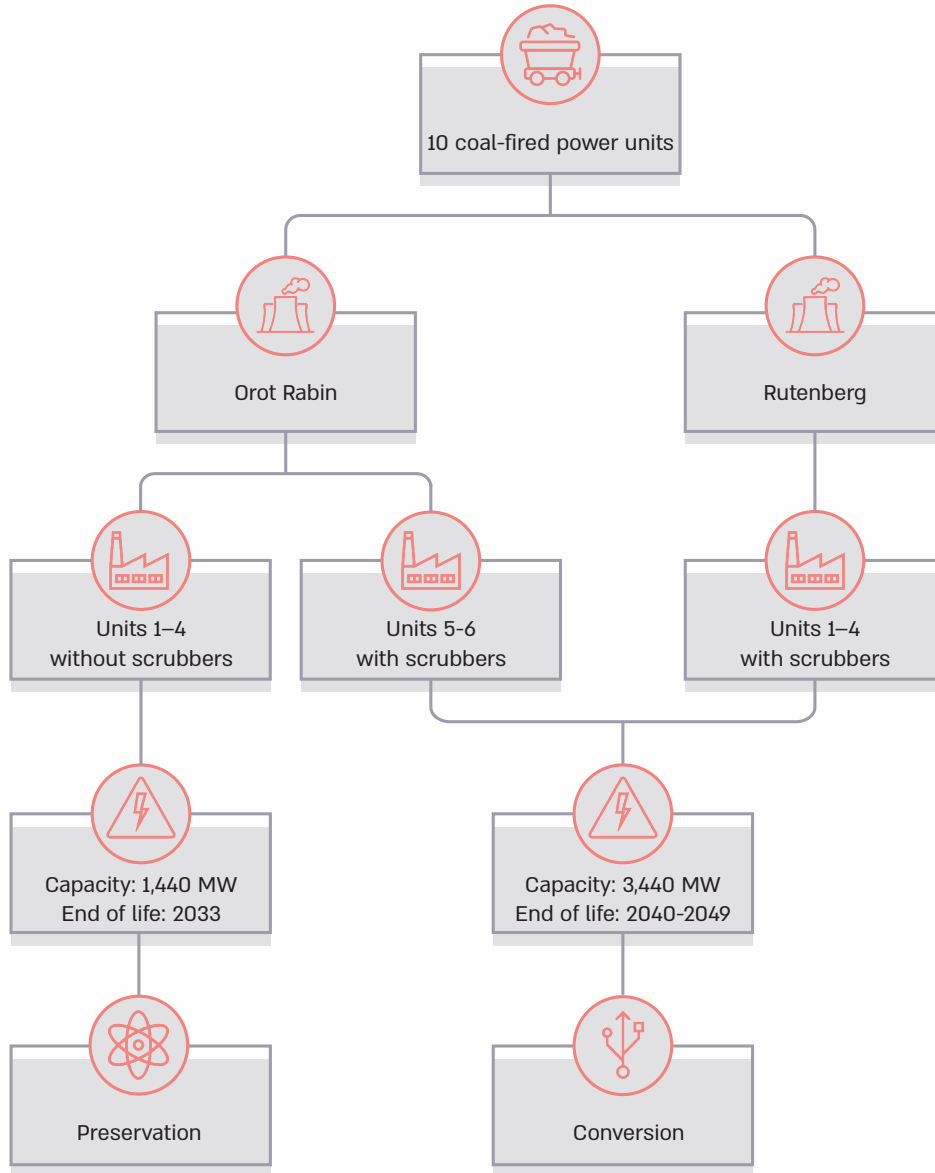 10 coal-fired power units
Orot Rabin
Rutenberg
Units 1–4
without scrubbers
Units 5-6
with scrubbers
Units 1–4
with scrubbers
Capacity: 1,440 MW
End of life: 2033
Capacity: 3,440 MW
End of life: 2040-2049
Preservation
Conversion